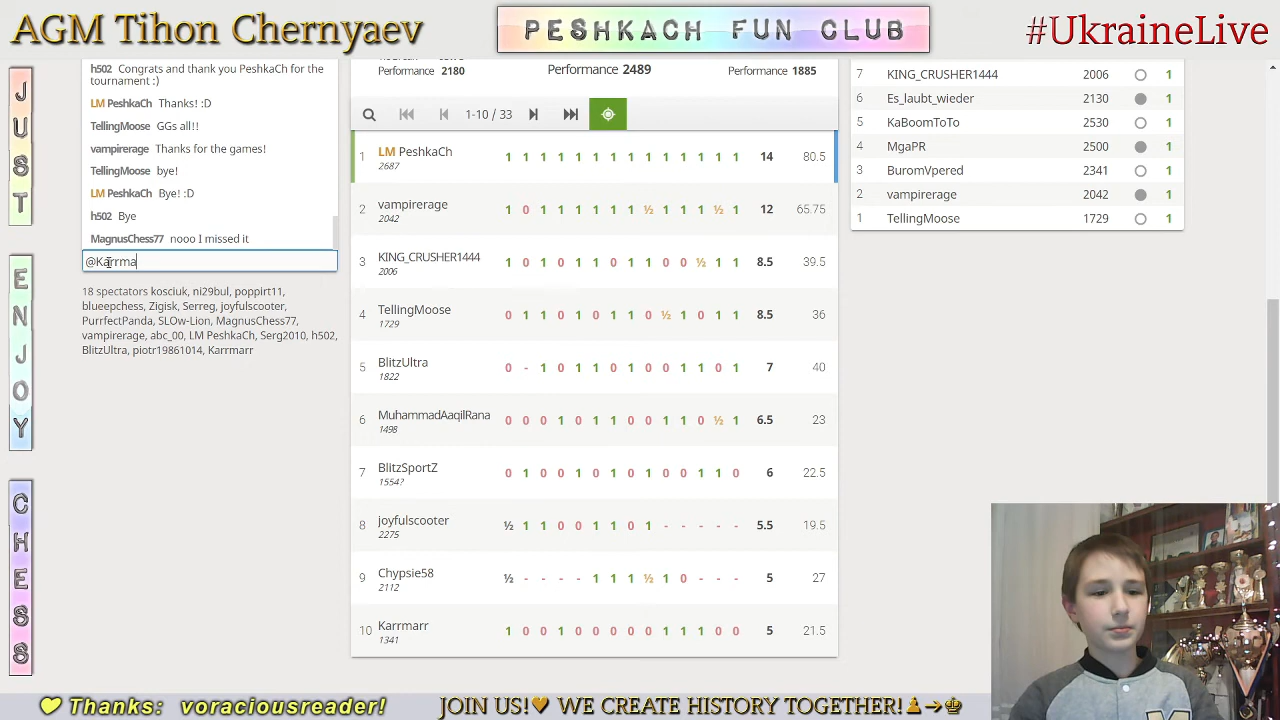 AGM Tihon Chernyaev
PESHKACH FUN CLUB
#UkraineLive
JUST
ENJOY
CHESS
h502 Congrats and thank you PeshkaCh for the
tournament :)
LM PeshkaCh Thanks! :D
TellingMoose GGs all!!
vampirerage Thanks for the games!
TellingMoose bye!
LM PeshkaCh Bye! :D
h502 Bye
MagnusChess77 nooo I missed it
@Karrma
18 spectators kosciuk, ni29bul, poppirt11,
blueepchess, Zigisk, Serreg, joyfulscooter,
PurrfectPanda, SLOw-Lion, MagnusChess77,
vampirerage, abc_00, LM PeshkaCh, Serg2010, h502,
BlitzUltra, piotr19861014, Karrmarr
Performance 2180 Performance 2489 Performance 1885
1-10 / 33
1 LM PeshkaCh 1 1 1 1 1 1 1 1 1 1 1 1 1 1 14 80.5
2687
2 vampirerage 1 0 1 1 1 1 1 1 ½ 1 1 1 ½ 1 12 65.75
2042
3 KING_CRUSHER1444 1 0 1 0 1 1 0 1 1 0 0 ½ 1 1 8.5 39.5
2006
4 TellingMoose 0 1 1 0 1 0 1 1 0 ½ 1 0 1 1 8.5 36
1729
5 BlitzUltra 0 - 1 0 1 1 0 1 0 0 1 1 0 1 7 40
1822
6 MuhammadAaqilRana 0 0 0 1 0 1 1 0 0 1 1 0 ½ 1 6.5 23
1498
7 BlitzSportZ 0 1 0 0 1 0 1 0 1 0 0 1 1 0 6 22.5
1554?
8 joyfulscooter ½ 1 1 0 0 1 1 0 1 - - - - - 5.5 19.5
2275
9 Chypsie58 ½ - - - - 1 1 1 ½ 1 0 - - - 5 27
2112
10 Karrmarr 1 0 0 1 0 0 0 0 0 1 1 1 0 0 5 21.5
1341
7 KING_CRUSHER1444 2006 1
6 Es_laubt_wieder 2130 1
5 KaBoomToTo 2530 1
4 MgaPR 2500 1
3 BuromVpered 2341 1
2 vampirerage 2042 1
1 TellingMoose 1729 1
Thanks: voraciousreader!
JOIN US! WE CREATE HISTORY TOGETHER!